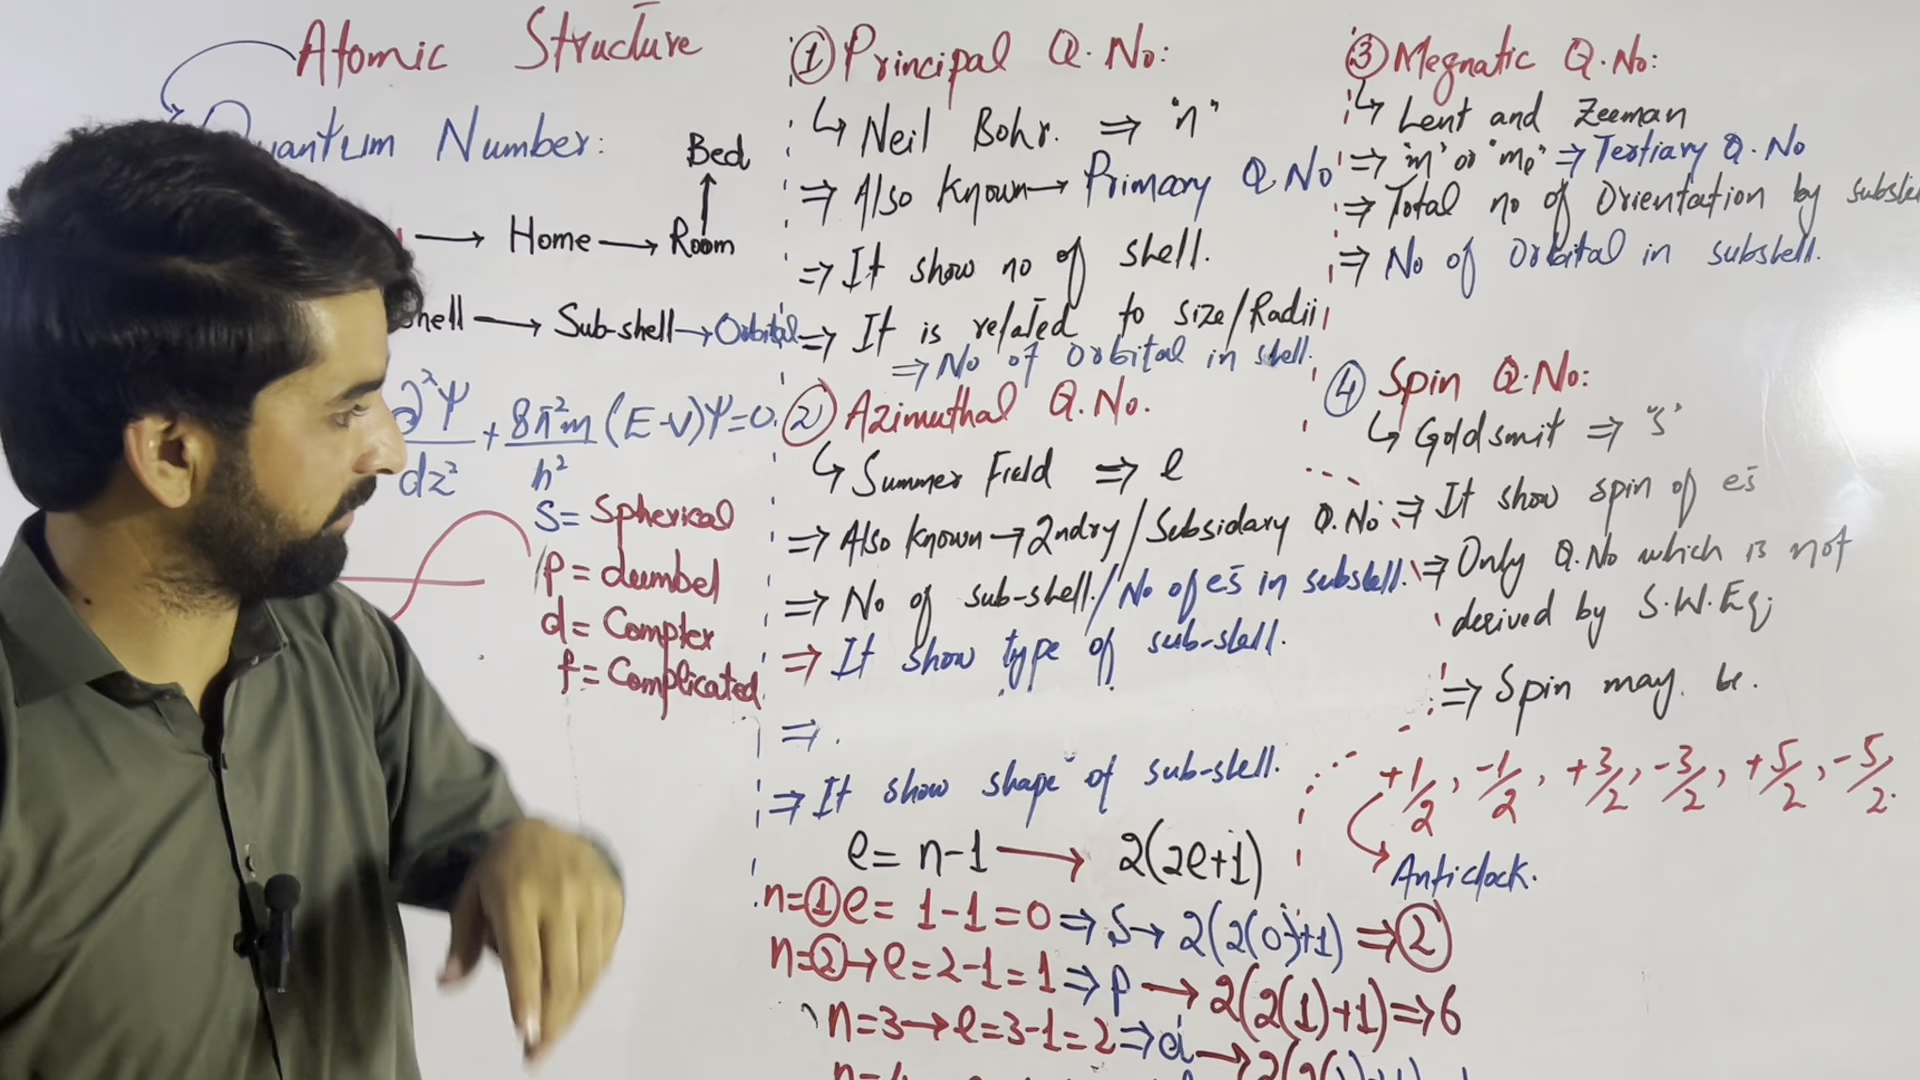 Atomic Structure
Quantum Number:
Bed
→ Home → Room
Shell → Sub-shell → Orbital
∂²Ψ/dz² + 8π²m/h² (E-V)Ψ=0.
S= Spherical
P= dumbel
d= Complex
f= Complicated
① Principal Q.No:
↳ Neil Bohr. ⇒ "n"
⇒ Also Known → Primary Q.No
⇒ It show no of shell.
⇒ It is related to size/Radii
⇒ No of Orbital in shell.
② Azimuthal Q.No.
↳ Summer Field ⇒ l
⇒ Also Known → 2ndry/Subsidary Q.No
⇒ No of sub-shell./No of es̄ in subshell.
⇒ It show type of sub-shell.
⇒ .
⇒ It show shape of sub-shell.
l= n-1 → 2(2l+1)
n=① l= 1-1=0 ⇒ S → 2(2(0)+1) ⇒ ②
n=② → l=2-1=1 ⇒ p → 2(2(1)+1) ⇒ 6
n=3 → l=3-1=2 ⇒ d →
③ Megnatic Q.No:
↳ Lent and Zeeman
⇒ "m" or "mℓ" ⇒ Tertiary Q.No
⇒ Total no of Orientation by
⇒ No of Orbital in subshell.
④ Spin Q.No:
↳ Goldsmit ⇒ "S"
⇒ It show spin of es̄
⇒ Only Q.No which is not
derived by S.W.Eq;
⇒ Spin may be.
+1/2, -1/2, +3/2, -3/2, +5/2, -5/2.
Anticlock.